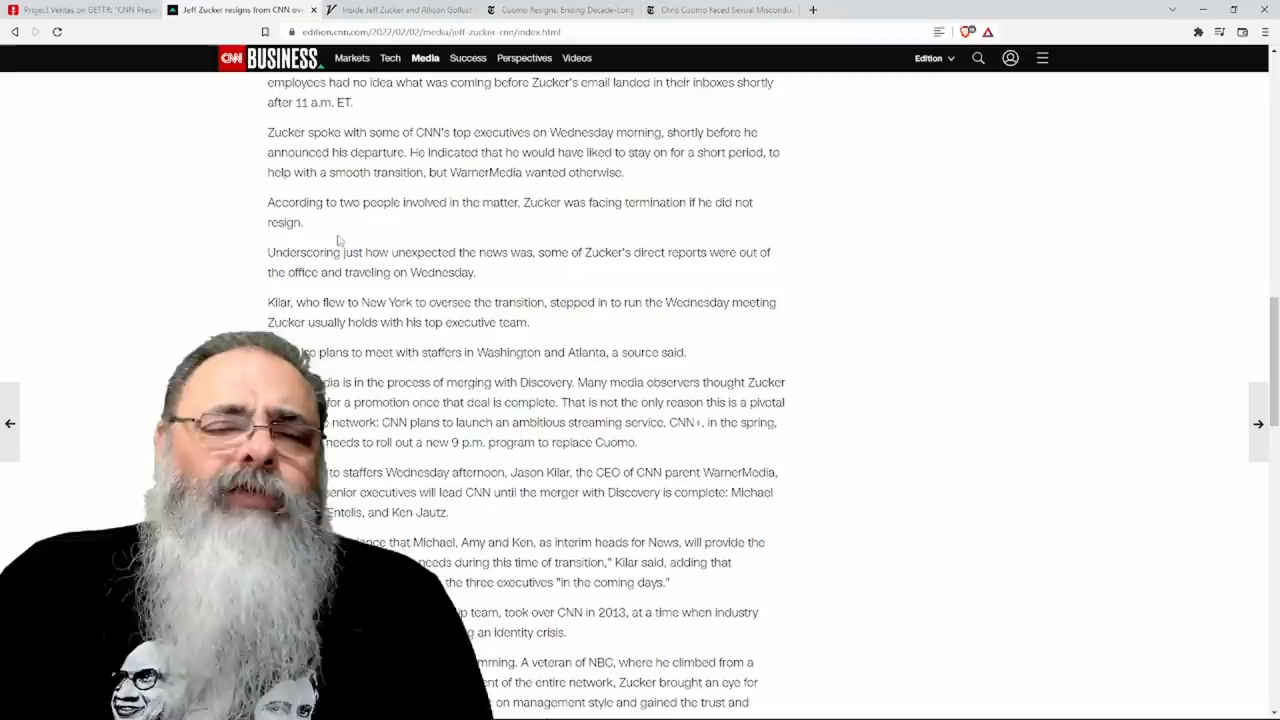 Project Veritas on GETTR: "CNN Presi
Jeff Zucker resigns from CNN ove
Inside Jeff Zucker and Allison Gollust
Cuomo Resigns, Ending Decade-Long
Chris Cuomo Faced Sexual Misconduc
edition.cnn.com/2022/02/02/media/jeff-zucker-cnn/index.html
CNN BUSINESS Markets Tech Media Success Perspectives Videos Edition
employees had no idea what was coming before Zucker's email landed in their inboxes shortly
after 11 a.m. ET.
Zucker spoke with some of CNN's top executives on Wednesday morning, shortly before he
announced his departure. He indicated that he would have liked to stay on for a short period, to
help with a smooth transition, but WarnerMedia wanted otherwise.
According to two people involved in the matter, Zucker was facing termination if he did not
resign.
Underscoring just how unexpected the news was, some of Zucker's direct reports were out of
the office and traveling on Wednesday.
Kilar, who flew to New York to oversee the transition, stepped in to run the Wednesday meeting
Zucker usually holds with his top executive team.
plans to meet with staffers in Washington and Atlanta, a source said.
is in the process of merging with Discovery. Many media observers thought Zucker
for a promotion once that deal is complete. That is not the only reason this is a pivotal
network: CNN plans to launch an ambitious streaming service, CNN+, in the spring,
needs to roll out a new 9 p.m. program to replace Cuomo.
to staffers Wednesday afternoon, Jason Kilar, the CEO of CNN parent WarnerMedia,
senior executives will lead CNN until the merger with Discovery is complete: Michael
Entelis, and Ken Jautz.
that Michael, Amy and Ken, as interim heads for News, will provide the
needs during this time of transition," Kilar said, adding that
the three executives "in the coming days."
team, took over CNN in 2013, at a time when industry
an identity crisis.
A veteran of NBC, where he climbed from a
of the entire network, Zucker brought an eye for
on management style and gained the trust and